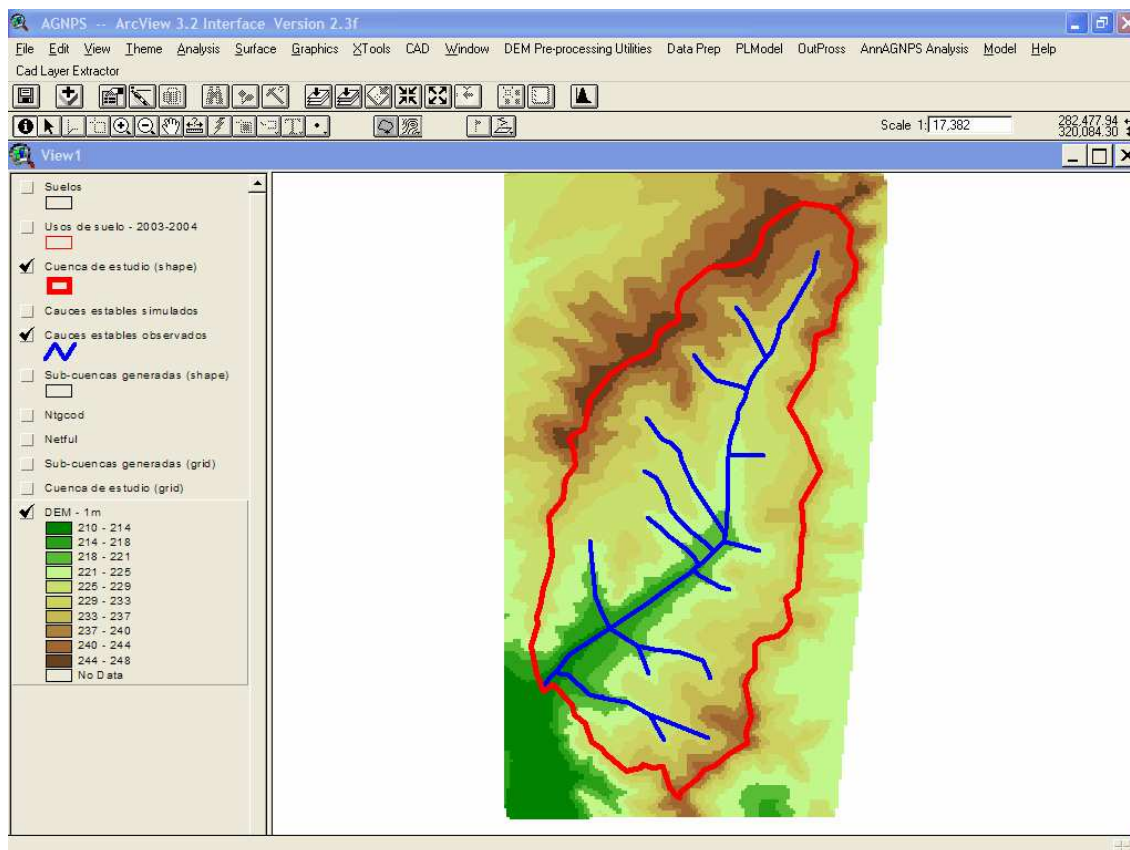 AGNPS -- ArcView 3.2 Interface Version 2.3f
File Edit View Theme Analysis Surface Graphics XTools CAD Window DEM Pre-processing Utilities Data Prep PLModel OutPross AnnAGNPS Analysis Model Help
Cad Layer Extractor
Scale 1: 17,382
282,477.94
320,084.30
View1
Suelos
Usos de suelo - 2003-2004
Cuenca de estudio (shape)
Cauces estables simulados
Cauces estables observados
Sub-cuencas generadas (shape)
Ntgcod
Netful
Sub-cuencas generadas (grid)
Cuenca de estudio (grid)
DEM - 1m
210 - 214
214 - 218
218 - 221
221 - 225
225 - 229
229 - 233
233 - 237
237 - 240
240 - 244
244 - 248
No Data